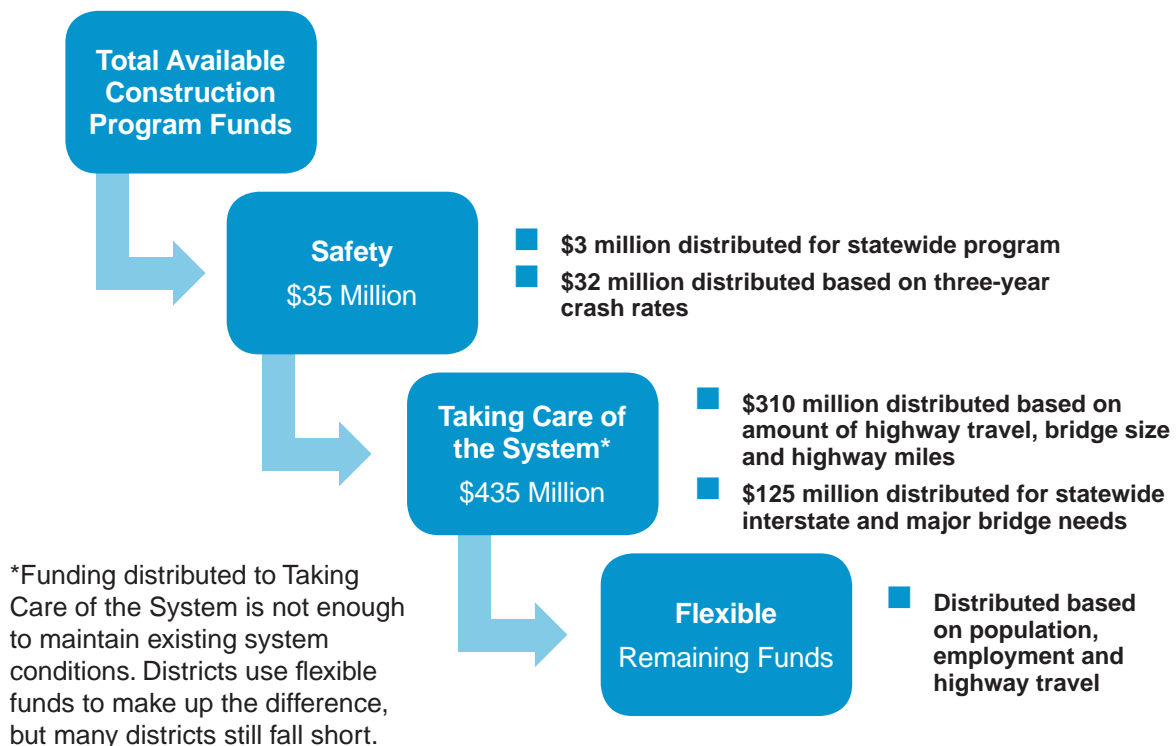 Total Available
Construction
Program Funds
Safety
$35 Million
$3 million distributed for statewide program
$32 million distributed based on three-year
crash rates
Taking Care of
the System*
$435 Million
$310 million distributed based on
amount of highway travel, bridge size
and highway miles
$125 million distributed for statewide
interstate and major bridge needs
Flexible
Remaining Funds
Distributed based
on population,
employment and
highway travel
*Funding distributed to Taking
Care of the System is not enough
to maintain existing system
conditions. Districts use flexible
funds to make up the difference,
but many districts still fall short.